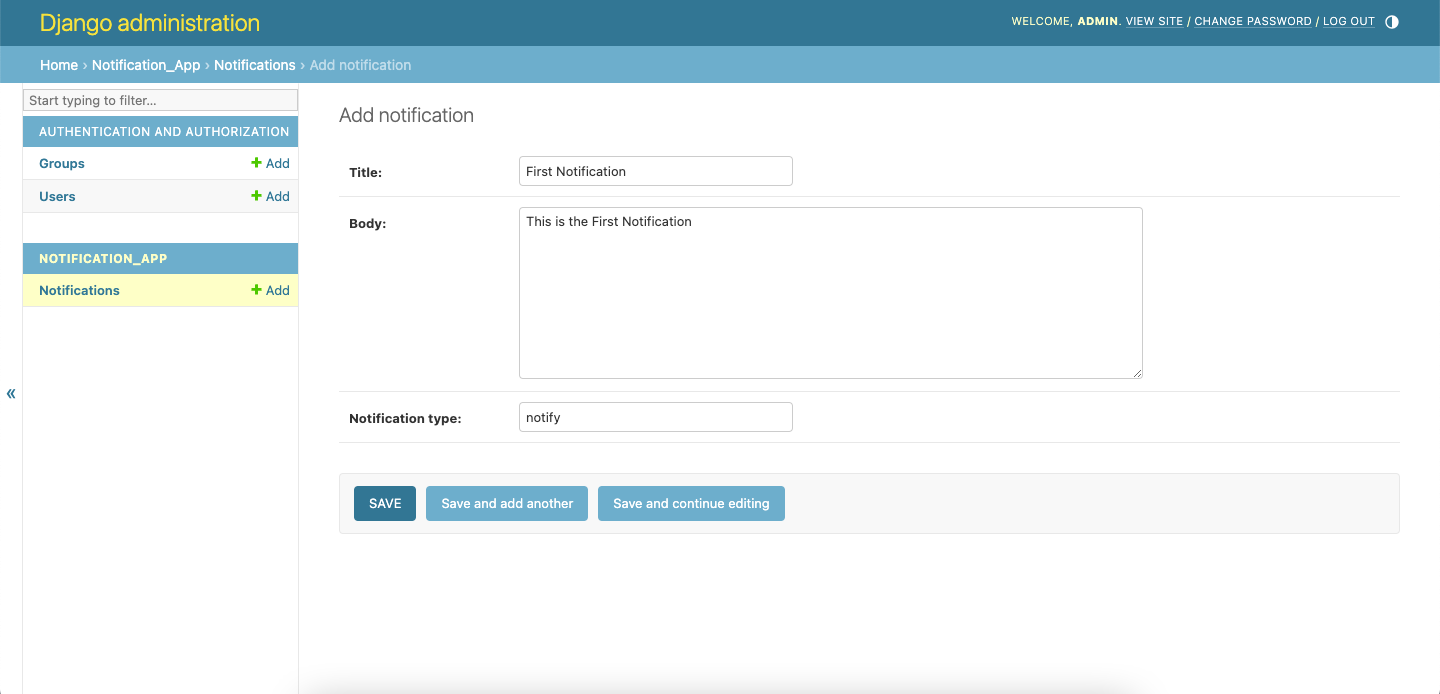 Django administration
WELCOME, ADMIN. VIEW SITE / CHANGE PASSWORD / LOG OUT
Home › Notification_App › Notifications › Add notification
Start typing to filter...
AUTHENTICATION AND AUTHORIZATION
Groups + Add
Users + Add
NOTIFICATION_APP
Notifications + Add
«
Add notification
Title: First Notification
Body: This is the First Notification
Notification type: notify
SAVE Save and add another Save and continue editing